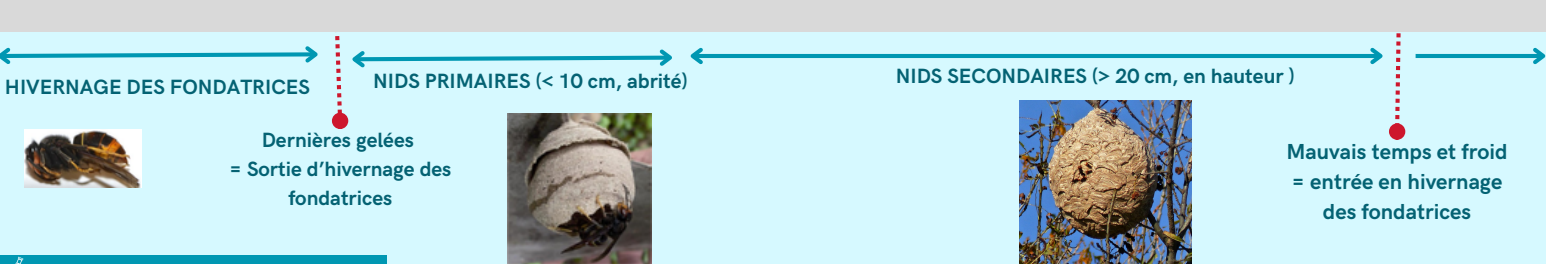 HIVERNAGE DES FONDATRICES
Dernières gelées
= Sortie d'hivernage des
fondatrices
NIDS PRIMAIRES (< 10 cm, abrité)
NIDS SECONDAIRES (> 20 cm, en hauteur )
Mauvais temps et froid
= entrée en hivernage
des fondatrices